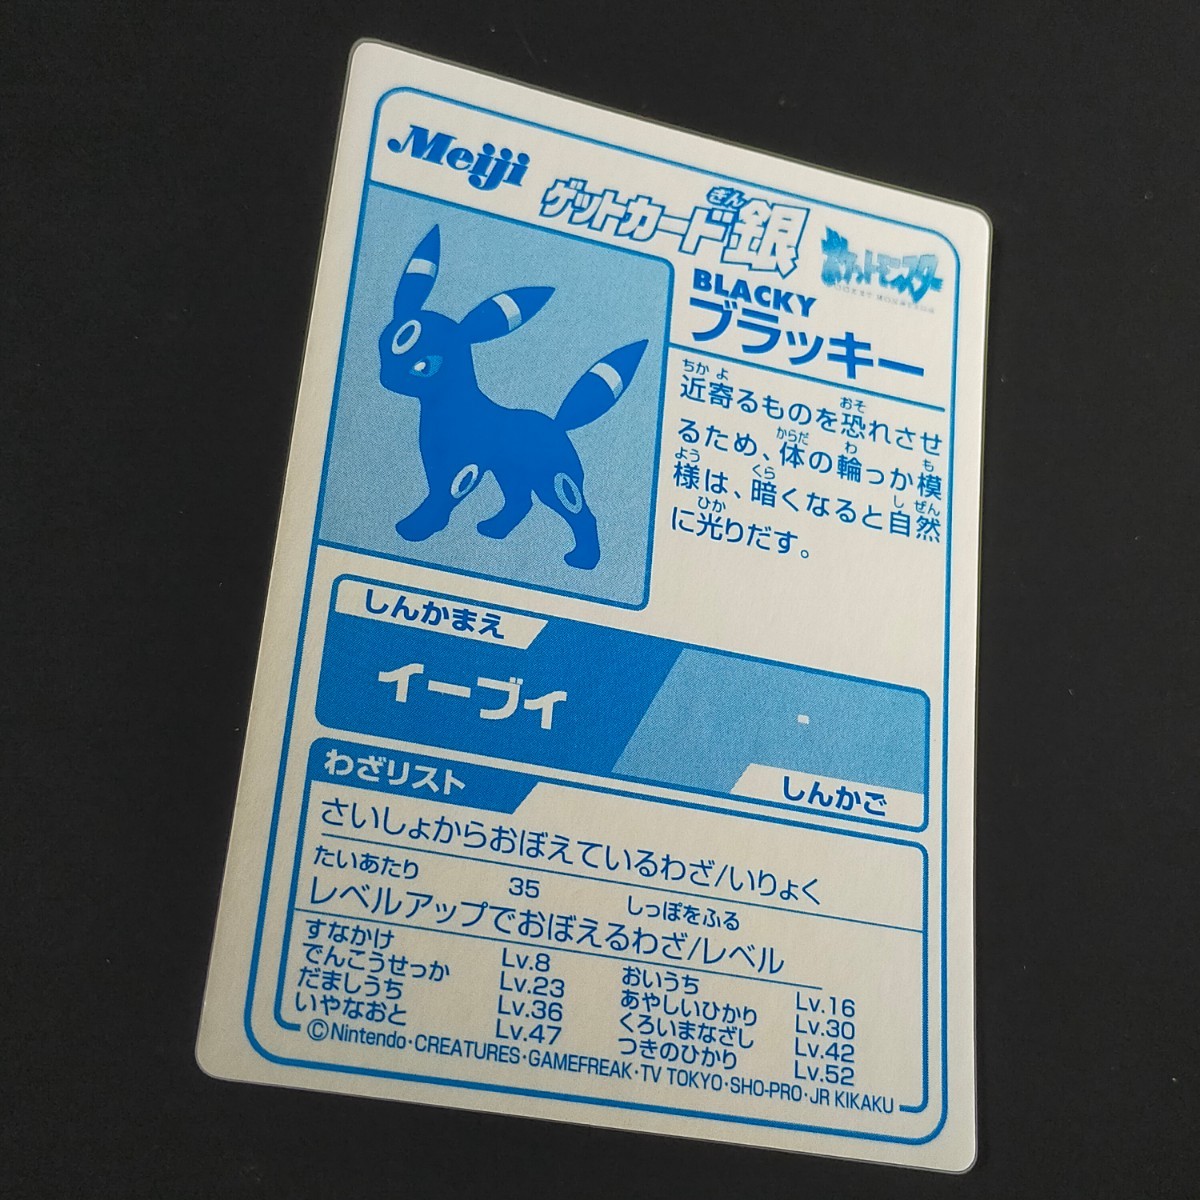 Meiji
ゲットカード銀
ぎん
ポケットモンスター
BLACKY
ブラッキー
ちかよ おそ
近寄るものを恐れさせ
からだ わ も
るため、体の輪っか模
よう くら しぜん
様は、暗くなると自然
ひか
に光りだす。
しんかまえ
イーブイ
-
しんかご
わざリスト
さいしょからおぼえているわざ/いりょく
たいあたり 35 しっぽをふる
レベルアップでおぼえるわざ/レベル
すなかけ Lv.8 おいうち Lv.16
でんこうせっか Lv.23 あやしいひかり Lv.30
だましうち Lv.36 くろいまなざし Lv.42
いやなおと Lv.47 つきのひかり Lv.52
©Nintendo・CREATURES・GAMEFREAK・TV TOKYO・SHO-PRO・JR KIKAKU